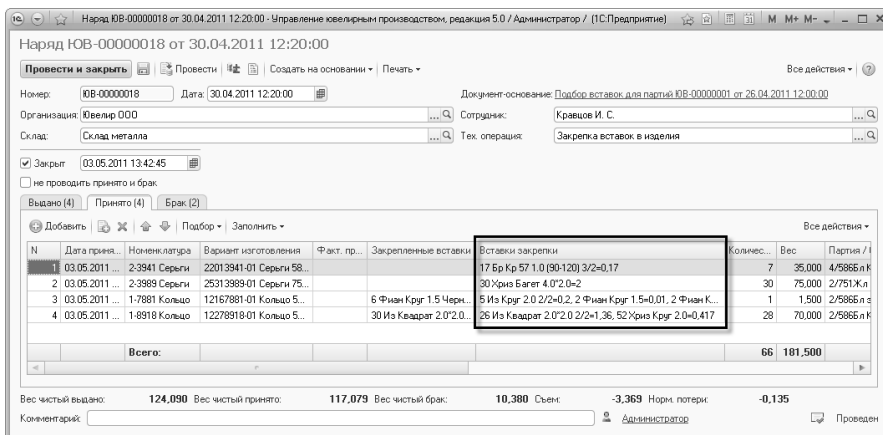 Наряд ЮВ-00000018 от 30.04.2011 12:20:00 - Управление ювелирным производством, редакция 5.0 / Администратор / (1С:Предприятие) M M+ M-
Наряд ЮВ-00000018 от 30.04.2011 12:20:00
Провести и закрыть Провести Создать на основании Печать Все действия
Номер: ЮВ-00000018 Дата: 30.04.2011 12:20:00 Документ-основание: Подбор вставок для партий ЮВ-00000001 от 26.04.2011 12:00:00
Организация: Ювелир ООО Сотрудник: Кравцов И. С.
Склад: Склад металла Тех. операция: Закрепка вставок в изделия
Закрыт 03.05.2011 13:42:45
не проводить принято и брак
Выдано (4) Принято (4) Брак (2)
Добавить Подбор Заполнить Все действия
N Дата приня... Номенклатура Вариант изготовления Факт. пр... Закрепленные вставки Вставки закрепки Количес... Вес Партия /
1 03.05.2011 ... 2-3941 Серьги 22013941-01 Серьги 58... 17 Бр Кр 57 1.0 (90-120) 3/2=0,17 7 35,000 4/585Бл К
2 03.05.2011 ... 2-3989 Серьги 25313989-01 Серьги 75... 30 Хриз Багет 4.0*2.0=2 30 75,000 2/751Жл
3 03.05.2011 ... 1-7881 Кольцо 12167881-01 Кольцо 5... 6 Фиан Круг 1.5 Черн... 5 Из Круг 2.0 2/2=0,2, 2 Фиан Круг 1.5=0,01, 2 Фиан К... 1 1,500 2/585Бл з
4 03.05.2011 ... 1-8918 Кольцо 12278918-01 Кольцо 5... 30 Из Квадрат 2.0*2.0... 26 Из Квадрат 2.0*2.0 2/2=1,36, 52 Хриз Круг 2.0=0,417 28 70,000 2/585Бл К
Всего: 66 181,500
Вес чистый выдано: 124,090 Вес чистый принято: 117,079 Вес чистый брак: 10,380 Съем: -3,369 Норм. потери: -0,135
Комментарий: Администратор Проведен